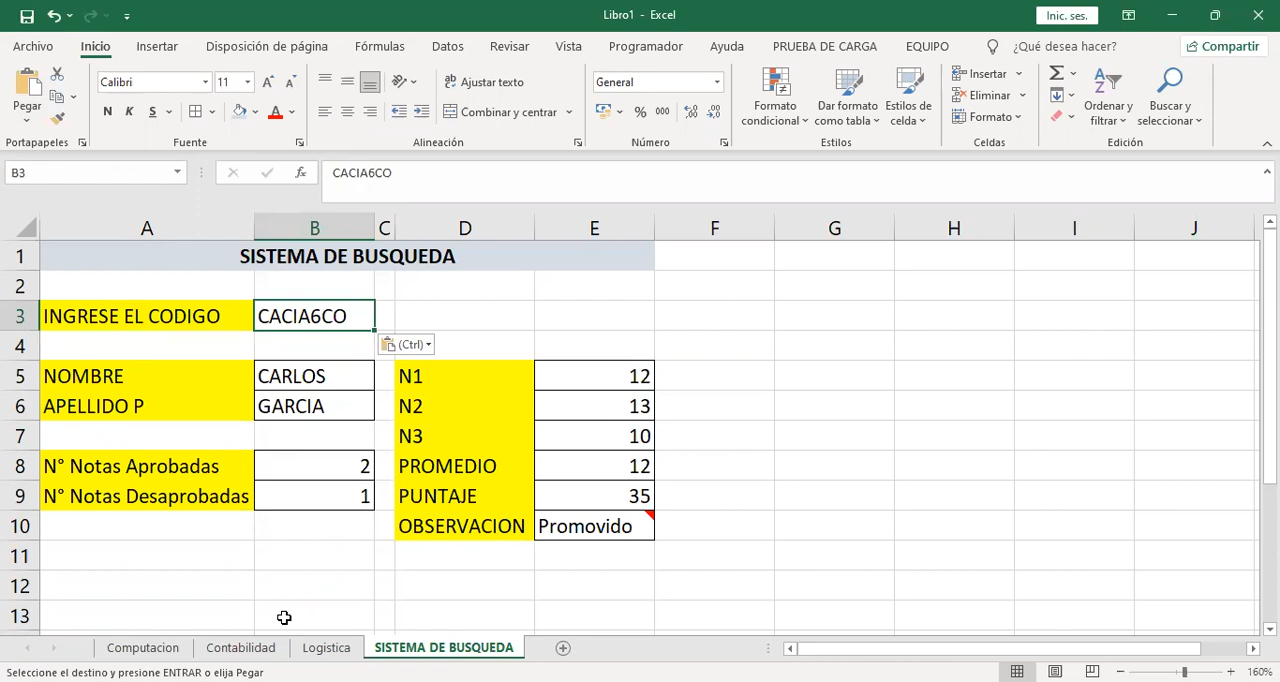 Libro1 - Excel
Inic. ses.
Archivo Inicio Insertar Disposición de página Fórmulas Datos Revisar Vista Programador Ayuda PRUEBA DE CARGA EQUIPO ¿Qué desea hacer? Compartir
Pegar
Calibri 11
N K S
Ajustar texto
Combinar y centrar
General
% 000
Formato condicional
Dar formato como tabla
Estilos de celda
Insertar
Eliminar
Formato
Ordenar y filtrar
Buscar y seleccionar
Portapapeles Fuente Alineación Número Estilos Celdas Edición
B3 fx CACIA6CO
A B C D E F G H I J
1 SISTEMA DE BUSQUEDA
2
3 INGRESE EL CODIGO CACIA6CO
4 (Ctrl)
5 NOMBRE CARLOS N1 12
6 APELLIDO P GARCIA N2 13
7 N3 10
8 N° Notas Aprobadas 2 PROMEDIO 12
9 N° Notas Desaprobadas 1 PUNTAJE 35
10 OBSERVACION Promovido
11
12
13
Computacion Contabilidad Logistica SISTEMA DE BUSQUEDA
Seleccione el destino y presione ENTRAR o elija Pegar 160%